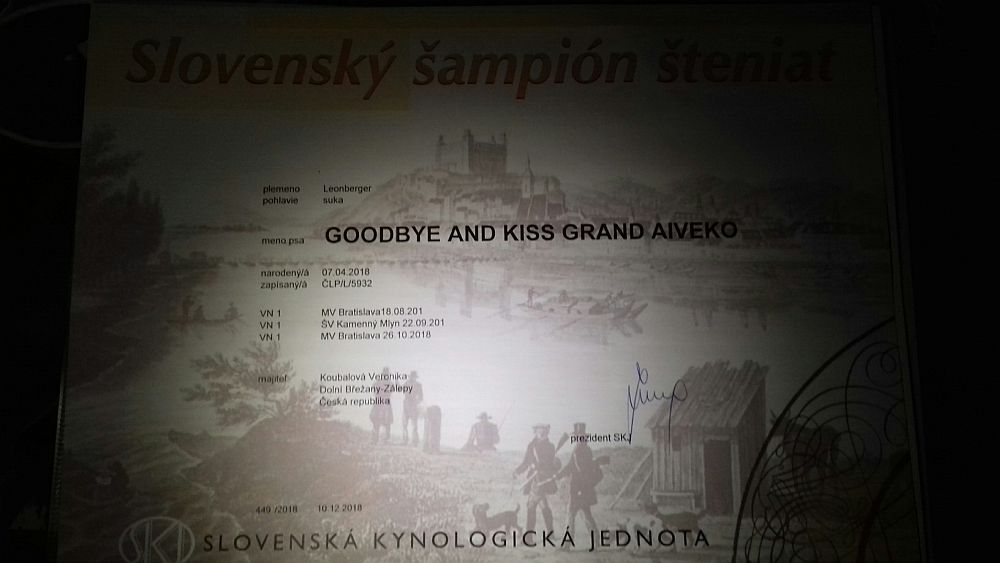 Slovenský šampión šteniat
plemeno Leonberger
pohlavie suka
meno psa GOODBYE AND KISS GRAND AIVEKO
narodený/á 07.04.2018
zapísaný/á ČLP/L/5932
VN 1 MV Bratislava18.08.201
VN 1 ŠV Kamenný Mlyn 22.09.201
VN 1 MV Bratislava 26.10.2018
majiteľ Koubalová Veronika
Dolní Břežany-Zálepy
Česká republika
prezident SKJ
449 /2018 10.12.2018
SKJ SLOVENSKÁ KYNOLOGICKÁ JEDNOTA